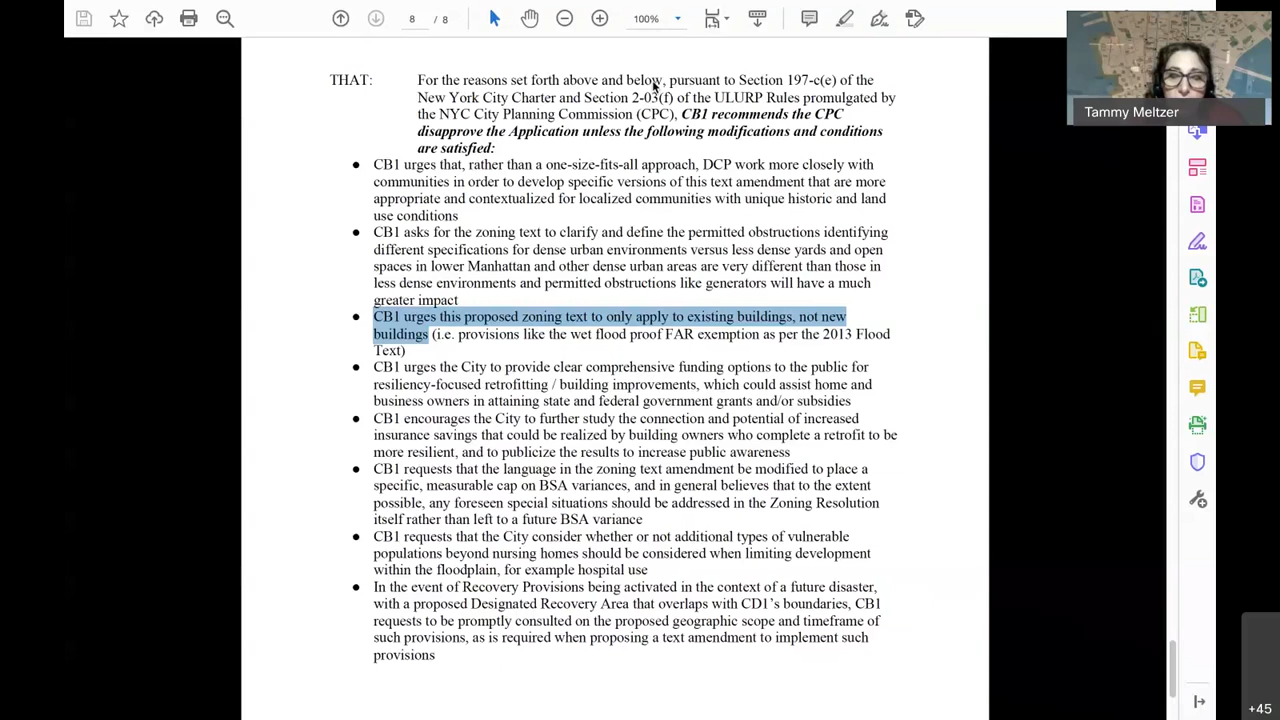 8 / 8
100%
Tammy Meltzer
THAT: For the reasons set forth above and below, pursuant to Section 197-c(e) of the
New York City Charter and Section 2-03(f) of the ULURP Rules promulgated by
the NYC City Planning Commission (CPC), CB1 recommends the CPC
disapprove the Application unless the following modifications and conditions
are satisfied:
● CB1 urges that, rather than a one-size-fits-all approach, DCP work more closely with
communities in order to develop specific versions of this text amendment that are more
appropriate and contextualized for localized communities with unique historic and land
use conditions
● CB1 asks for the zoning text to clarify and define the permitted obstructions identifying
different specifications for dense urban environments versus less dense yards and open
spaces in lower Manhattan and other dense urban areas are very different than those in
less dense environments and permitted obstructions like generators will have a much
greater impact
● CB1 urges this proposed zoning text to only apply to existing buildings, not new
buildings (i.e. provisions like the wet flood proof FAR exemption as per the 2013 Flood
Text)
● CB1 urges the City to provide clear comprehensive funding options to the public for
resiliency-focused retrofitting / building improvements, which could assist home and
business owners in attaining state and federal government grants and/or subsidies
● CB1 encourages the City to further study the connection and potential of increased
insurance savings that could be realized by building owners who complete a retrofit to be
more resilient, and to publicize the results to increase public awareness
● CB1 requests that the language in the zoning text amendment be modified to place a
specific, measurable cap on BSA variances, and in general believes that to the extent
possible, any foreseen special situations should be addressed in the Zoning Resolution
itself rather than left to a future BSA variance
● CB1 requests that the City consider whether or not additional types of vulnerable
populations beyond nursing homes should be considered when limiting development
within the floodplain, for example hospital use
● In the event of Recovery Provisions being activated in the context of a future disaster,
with a proposed Designated Recovery Area that overlaps with CD1's boundaries, CB1
requests to be promptly consulted on the proposed geographic scope and timeframe of
such provisions, as is required when proposing a text amendment to implement such
provisions
+45